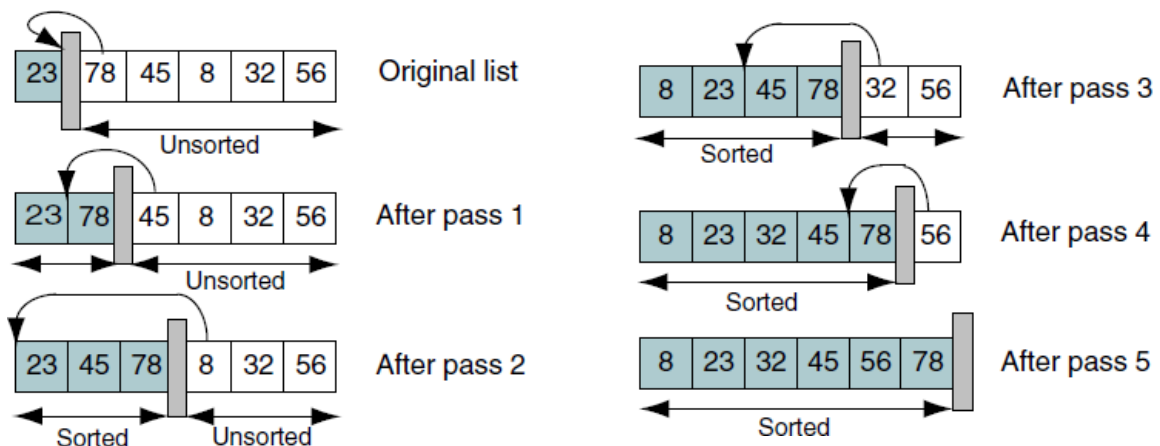 23 78 45 8 32 56 Original list
Unsorted
23 78 45 8 32 56 After pass 1
Unsorted
23 45 78 8 32 56 After pass 2
Sorted Unsorted
8 23 45 78 32 56 After pass 3
Sorted
8 23 32 45 78 56 After pass 4
Sorted
8 23 32 45 56 78 After pass 5
Sorted